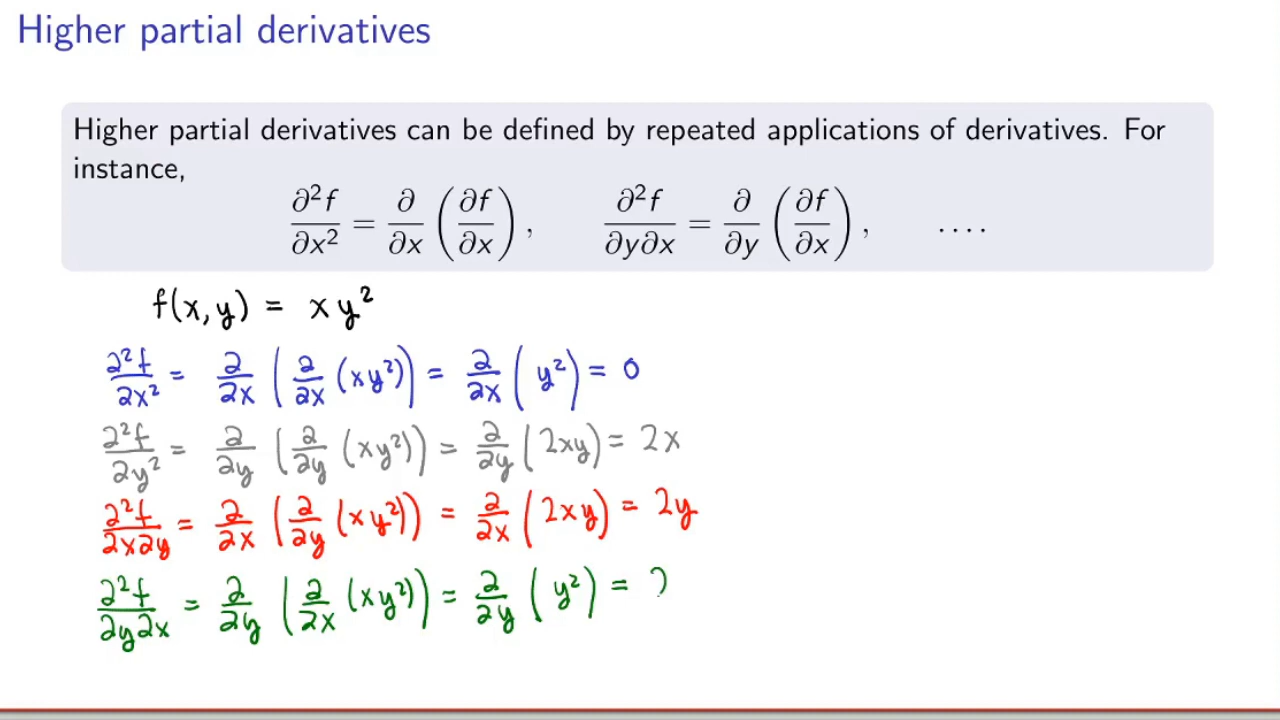 Higher partial derivatives
Higher partial derivatives can be defined by repeated applications of derivatives. For
instance,
∂²f/∂x² = ∂/∂x (∂f/∂x), ∂²f/∂y∂x = ∂/∂y (∂f/∂x), ....
f(x,y) = xy²
∂²f/∂x² = ∂/∂x (∂/∂x (xy²)) = ∂/∂x (y²) = 0
∂²f/∂y² = ∂/∂y (∂/∂y (xy²)) = ∂/∂y (2xy) = 2x
∂²f/∂x∂y = ∂/∂x (∂/∂y (xy²)) = ∂/∂x (2xy) = 2y
∂²f/∂y∂x = ∂/∂y (∂/∂x (xy²)) = ∂/∂y (y²) =